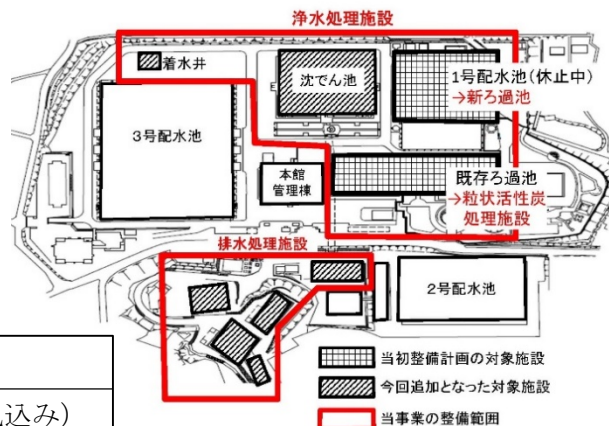 浄水処理施設
着水井
沈でん池
1号配水池(休止中)
→新ろ過池
3号配水池
本館
管理棟
既存ろ過池
→粒状活性炭
処理施設
排水処理施設
2号配水池
当初整備計画の対象施設
今回追加となった対象施設
当事業の整備範囲
込み)